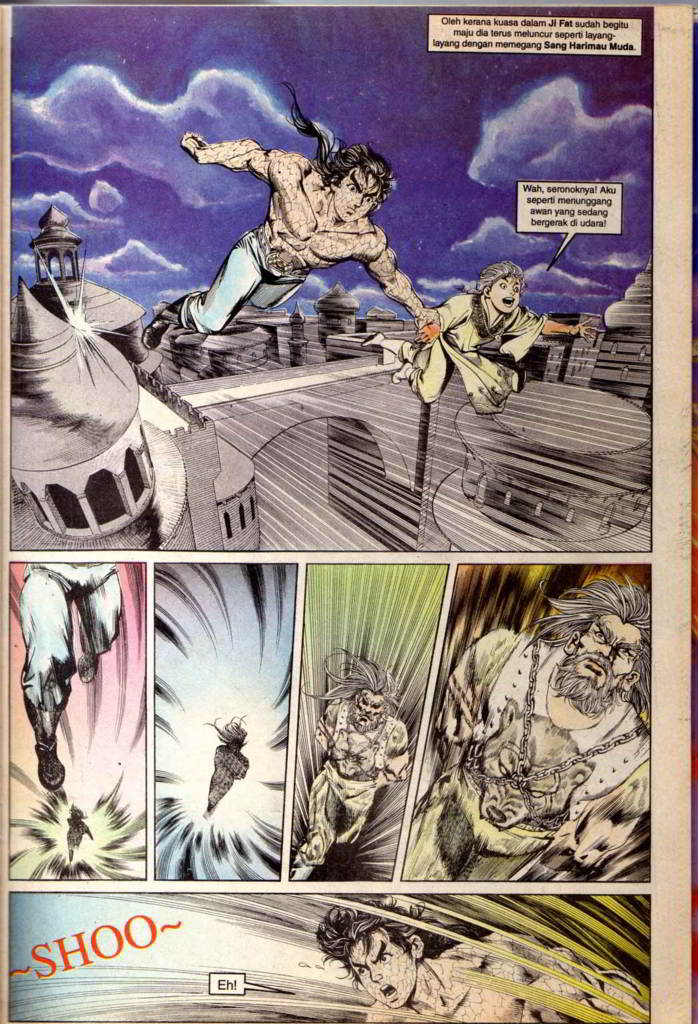 Oleh kerana kuasa dalam Ji Fat sudah begitu
maju dia terus meluncur seperti layang-
layang dengan memegang Sang Harimau Muda.
Wah, seronoknya! Aku
seperti menunggang
awan yang sedang
bergerak di udara!
~SHOO~
Eh!